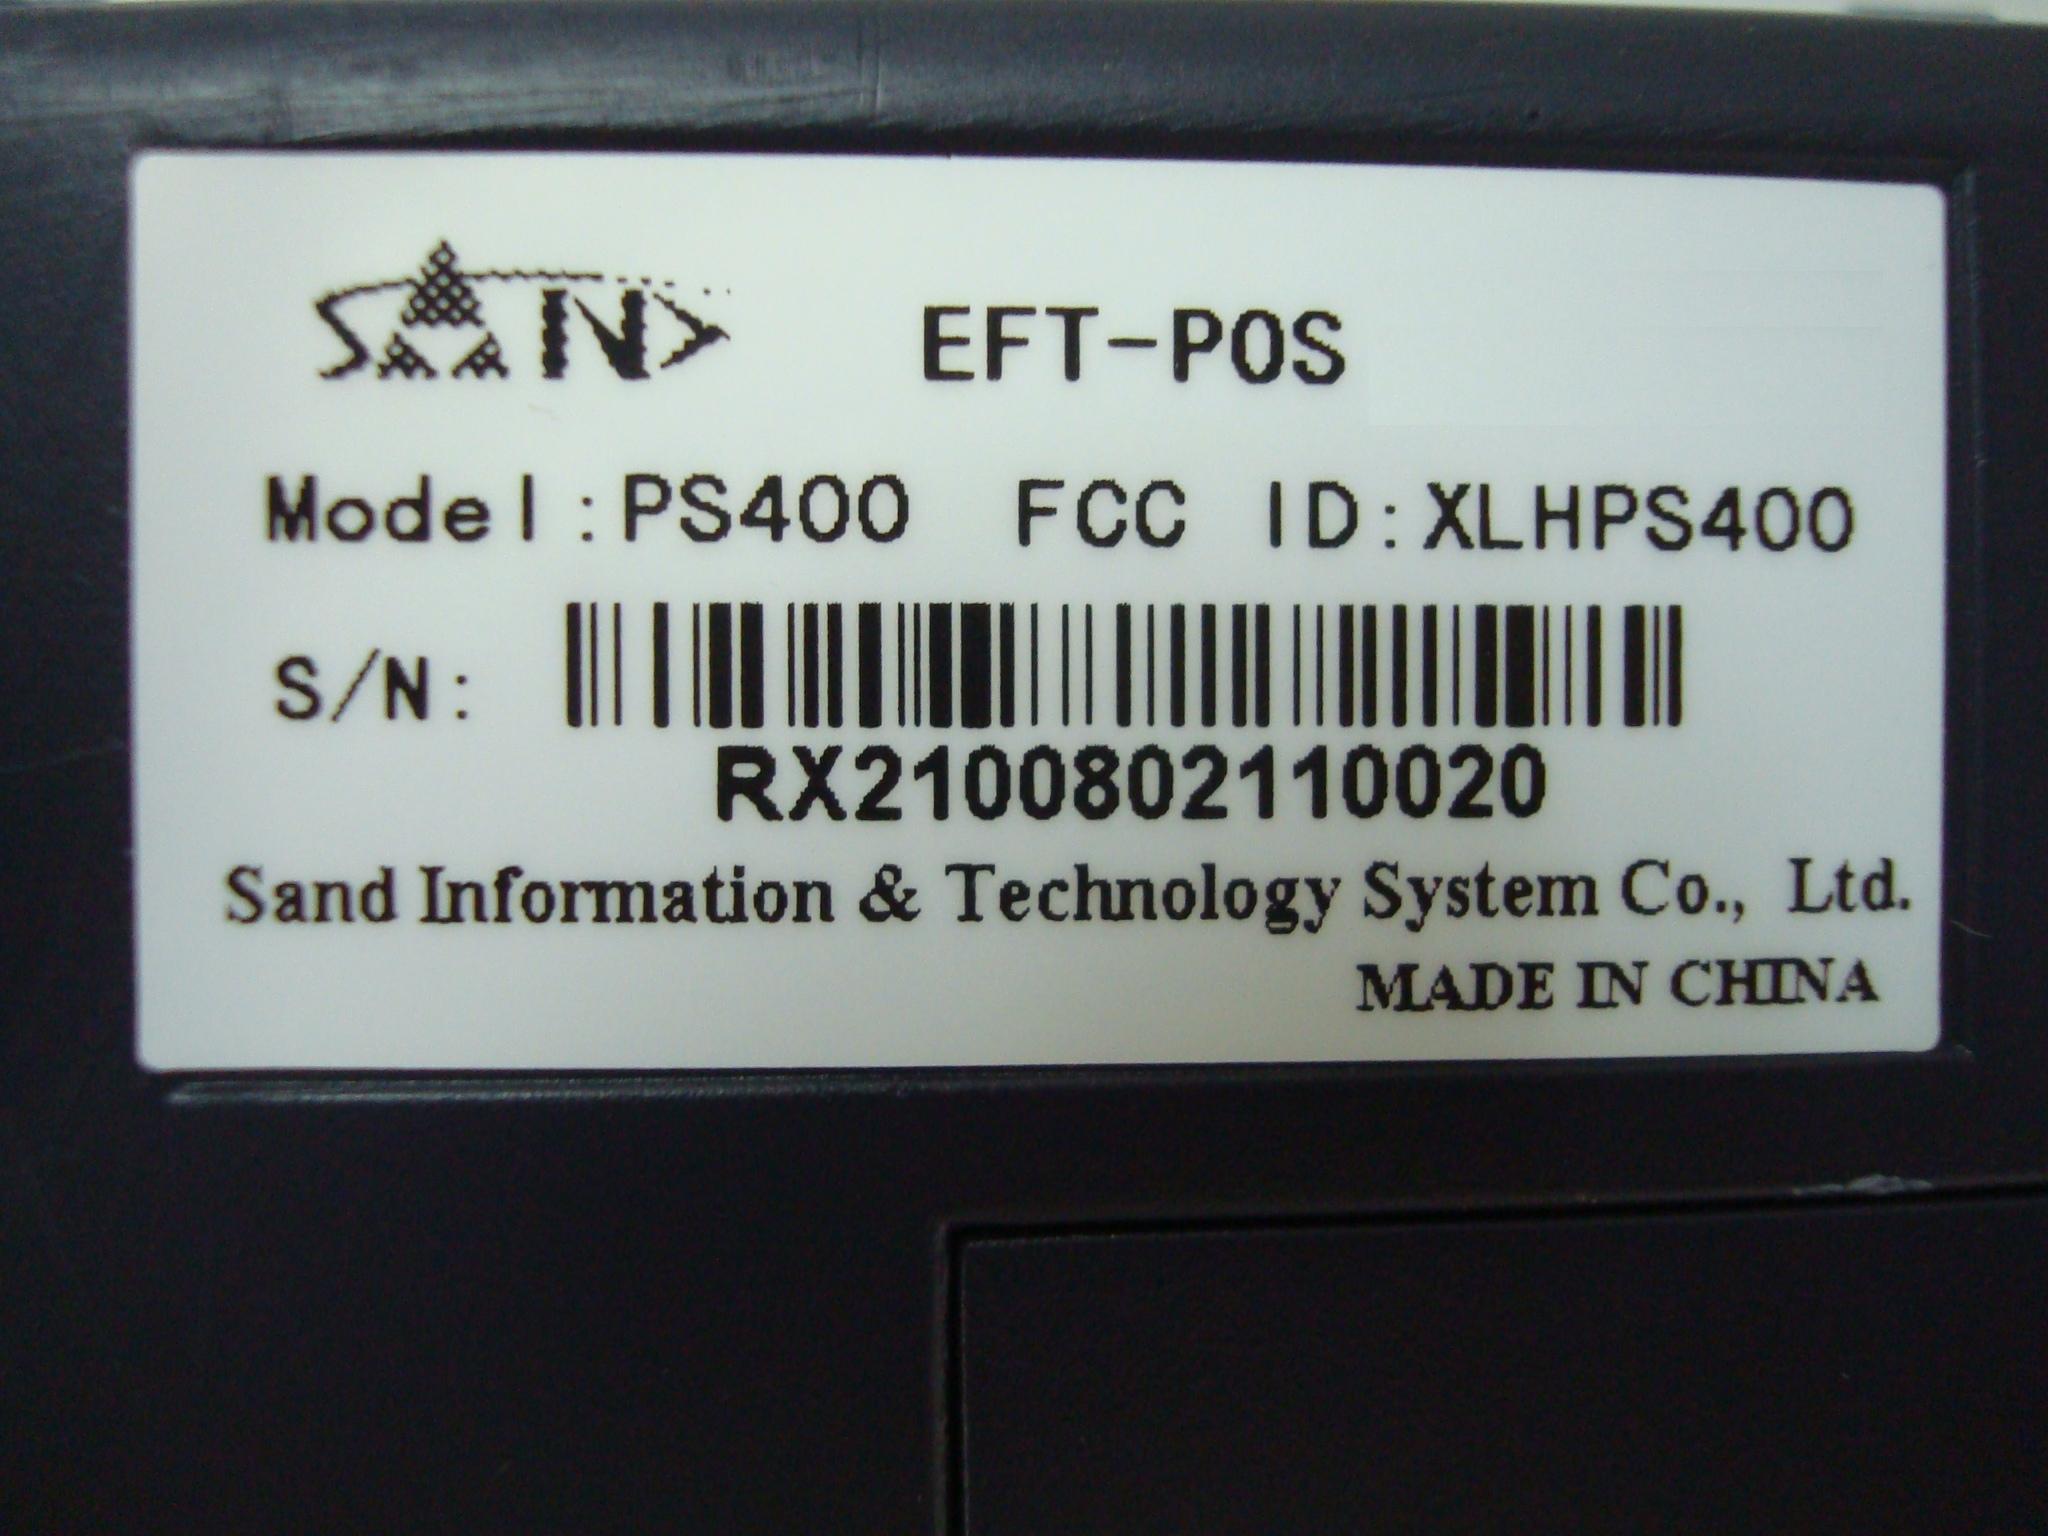 SAND EFT-POS
Model:PS400 FCC ID:XLHPS400
S/N:
RX2100802110020
Sand Information & Technology System Co., Ltd.
MADE IN CHINA